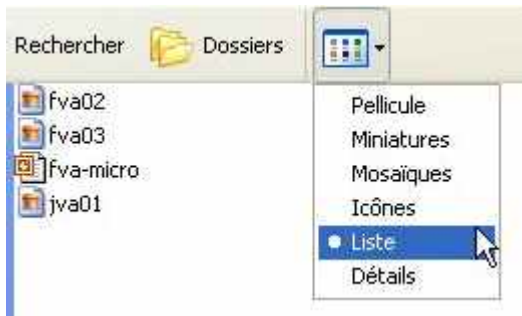 Rechercher Dossiers
fva02
fva03
fva-micro
jva01
Pellicule
Miniatures
Mosaïques
Icônes
Liste
Détails